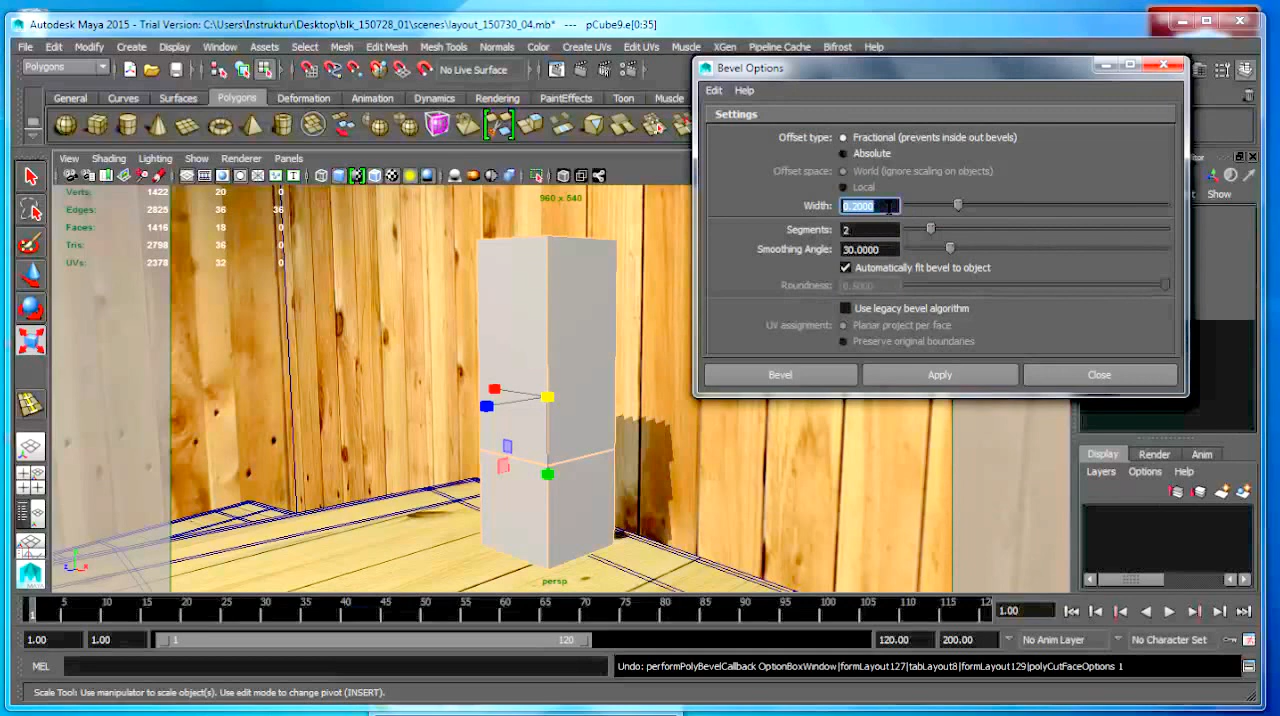 Autodesk Maya 2015 - Trial Version: C:\Users\Instruktur\Desktop\blk_150728_01\scenes\layout_150730_04.mb* --- pCube9.e[0:35]
File Edit Modify Create Display Window Assets Select Mesh Edit Mesh Mesh Tools Normals Color Create UVs Edit UVs Muscle XGen Pipeline Cache Bifrost Help
Polygons
No Live Surface
General Curves Surfaces Polygons Deformation Animation Dynamics Rendering PaintEffects Toon Muscle
View Shading Lighting Show Renderer Panels
Verts: 1422 20 0
Edges: 2825 36 36
Faces: 1416 18 0
Tris: 2798 36 0
UVs: 2378 32 0
960 x 540
persp
Bevel Options
Edit Help
Settings
Offset type: Fractional (prevents inside out bevels)
Absolute
Offset space: World (ignore scaling on objects)
Local
Width: 0.2000
Segments: 2
Smoothing Angle: 30.0000
Automatically fit bevel to object
Roundness: 0.5000
Use legacy bevel algorithm
UV assignment: Planar project per face
Preserve original boundaries
Bevel Apply Close
Show
Display Render Anim
Layers Options Help
1 5 10 15 20 25 30 35 40 45 50 55 60 65 70 75 80 85 90 95 100 105 110 115 12
1.00
1.00 1.00 1 120 120.00 200.00 No Anim Layer No Character Set
MEL
Undo: performPolyBevelCallback OptionBoxWindow|formLayout127|tabLayout8|formLayout129|polyCutFaceOptions 1
Scale Tool: Use manipulator to scale object(s). Use edit mode to change pivot (INSERT).